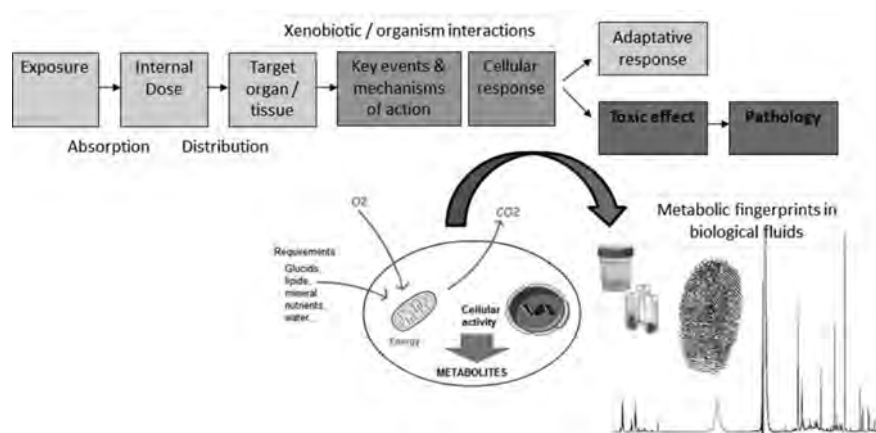 Xenobiotic / organism interactions
Exposure
Internal
Dose
Target
organ /
tissue
Key events &
mechanisms
of action
Cellular
response
Adaptative
response
Toxic effect
Pathology
Absorption
Distribution
O2
CO2
Requirements
Glucids,
lipids,
mineral
nutrients,
water...
Energy
Cellular
activity
METABOLITES
Metabolic fingerprints in
biological fluids